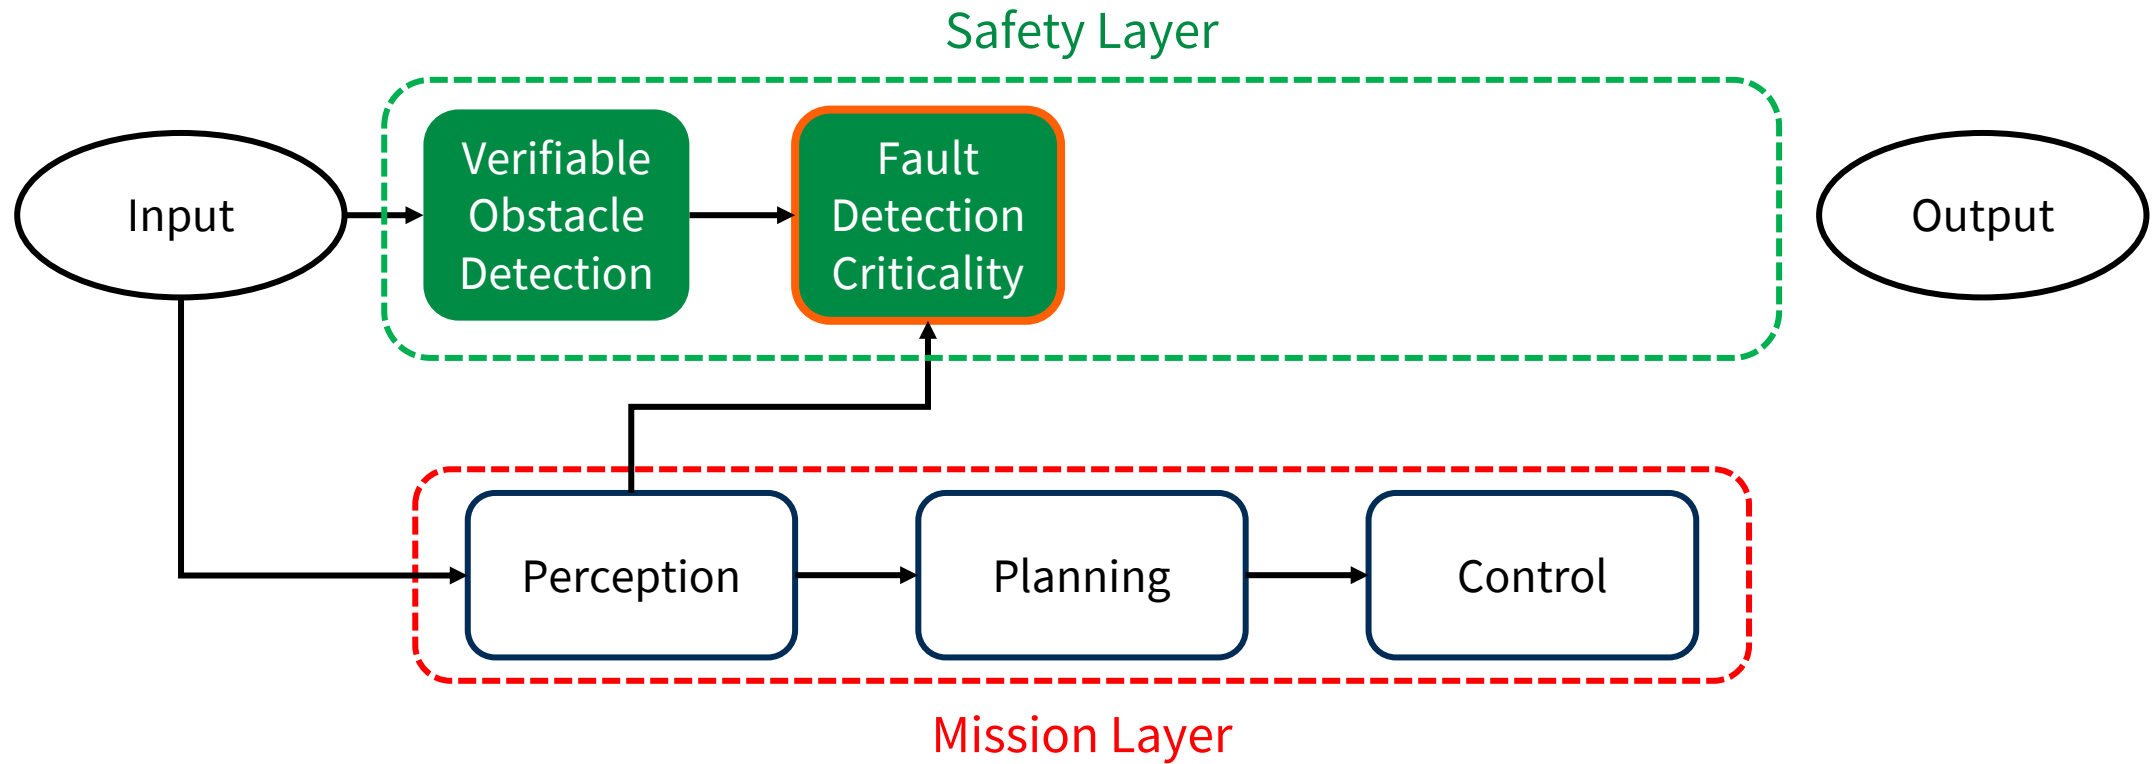 Safety Layer
Input
Verifiable
Obstacle
Detection
Fault
Detection
Criticality
Output
Perception
Planning
Control
Mission Layer